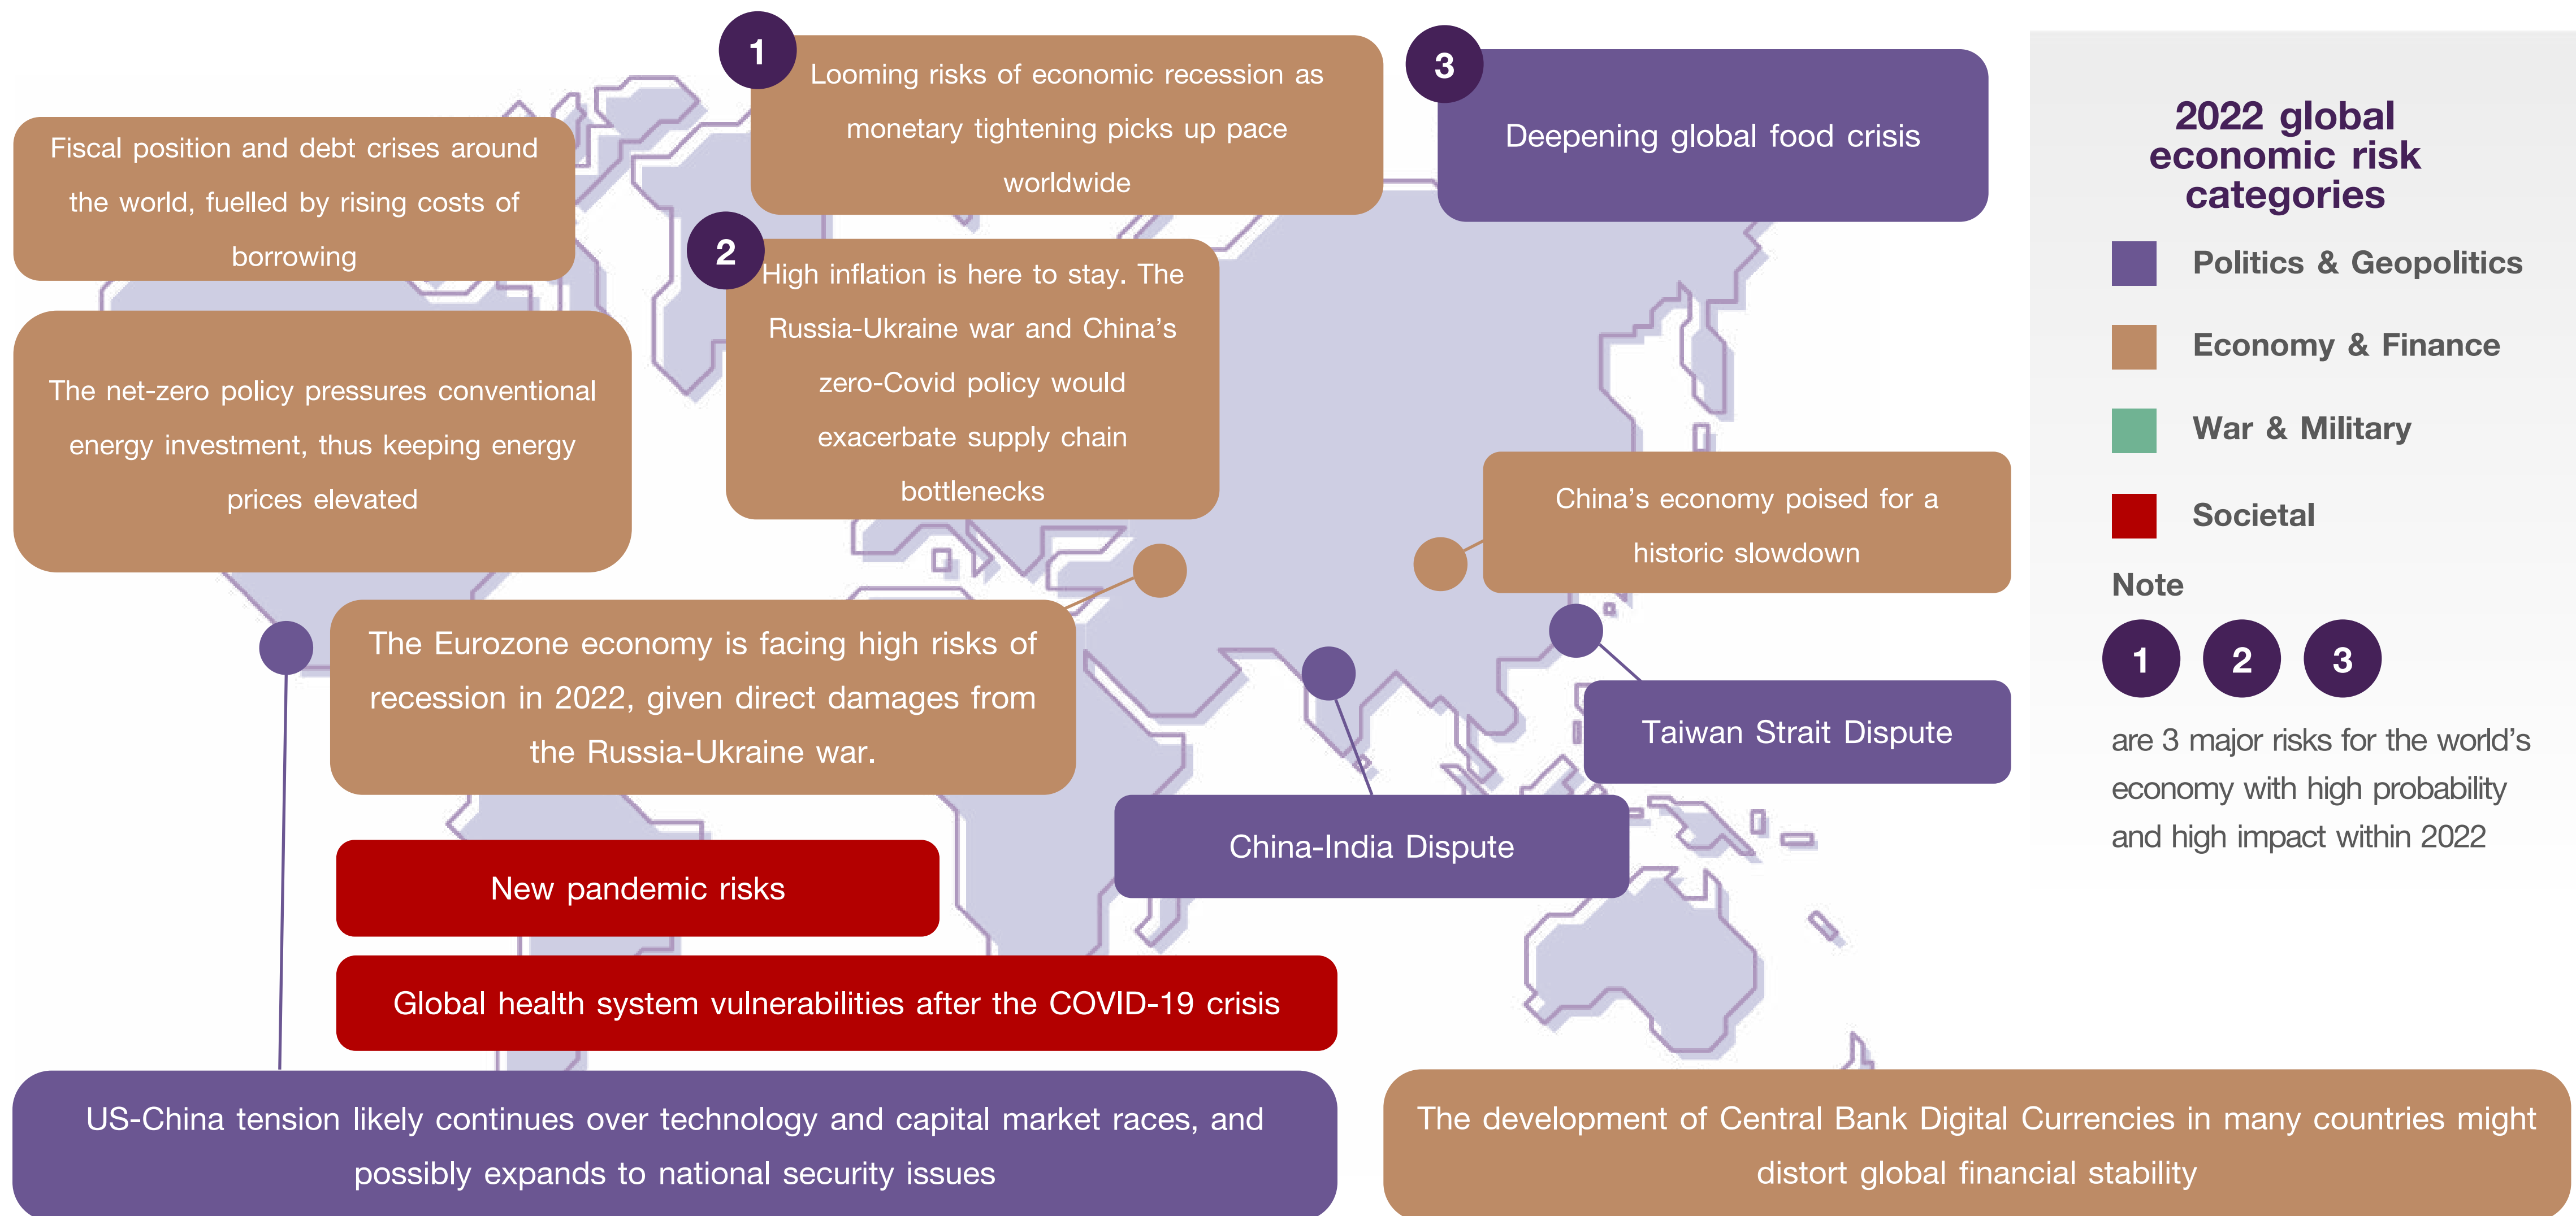 1
Looming risks of economic recession as
monetary tightening picks up pace
worldwide
3
Deepening global food crisis
Fiscal position and debt crises around
the world, fuelled by rising costs of
borrowing
2
High inflation is here to stay. The
Russia-Ukraine war and China's
zero-Covid policy would
exacerbate supply chain
bottlenecks
The net-zero policy pressures conventional
energy investment, thus keeping energy
prices elevated
China's economy poised for a
historic slowdown
The Eurozone economy is facing high risks of
recession in 2022, given direct damages from
the Russia-Ukraine war.
Taiwan Strait Dispute
China-India Dispute
New pandemic risks
Global health system vulnerabilities after the COVID-19 crisis
US-China tension likely continues over technology and capital market races, and
possibly expands to national security issues
The development of Central Bank Digital Currencies in many countries might
distort global financial stability
2022 global
economic risk
categories
Politics & Geopolitics
Economy & Finance
War & Military
Societal
Note
1 2 3
are 3 major risks for the world's
economy with high probability
and high impact within 2022